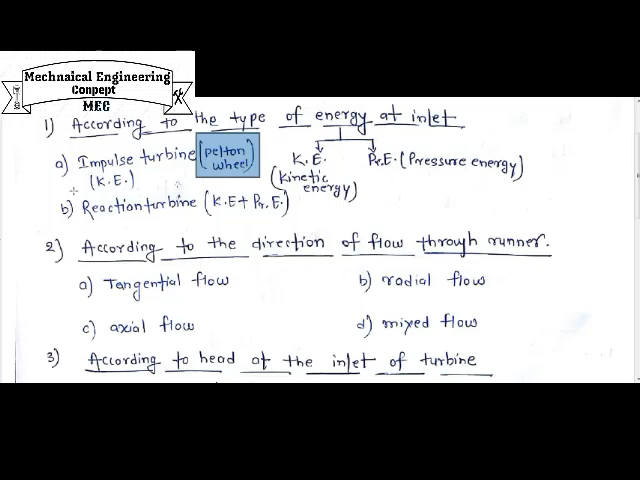 Mechnaical Engineering
Conpept
MEC
1) According to the type of energy at inlet
a) Impulse turbine (pelton wheel)
(K.E.)
K.E. (Kinetic energy)
Pr.E. (Pressure energy)
b) Reaction turbine (K.E + Pr.E.)
2) According to the direction of flow through runner.
a) Tangential flow
b) radial flow
c) axial flow
d) mixed flow
3) According to head at the inlet of turbine